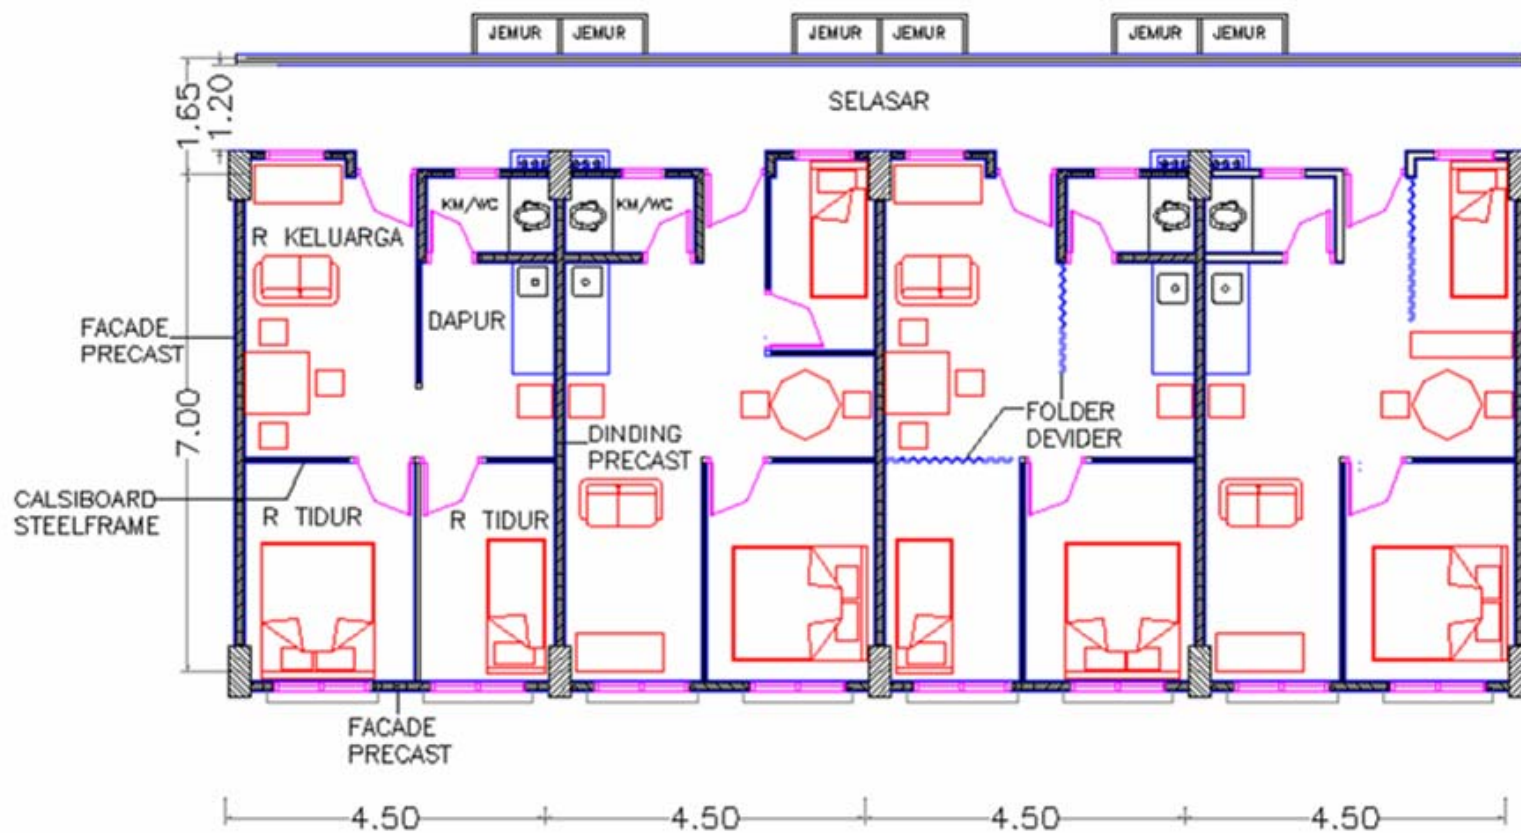 JEMUR JEMUR JEMUR JEMUR JEMUR JEMUR
1.65
1.20
SELASAR
KM/WC KM/WC
R KELUARGA
DAPUR
FACADE
PRECAST
7.00
FOLDER
DEVIDER
DINDING
PRECAST
CALSIBOARD
STEELFRAME
R TIDUR R TIDUR
FACADE
PRECAST
4.50 4.50 4.50 4.50